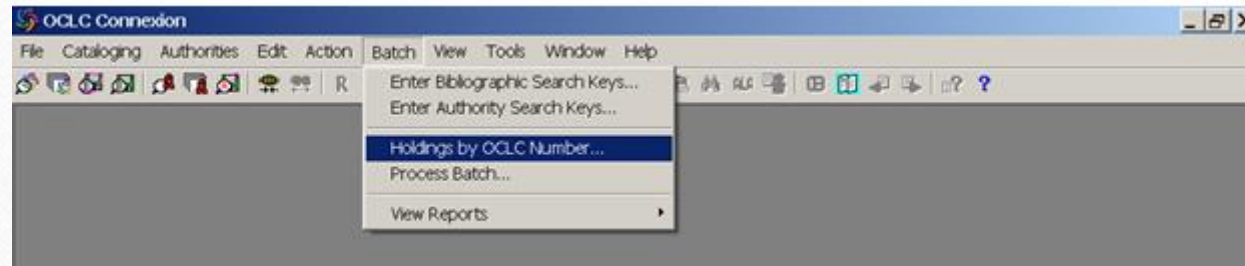 OCLC Connexion
File Cataloging Authorities Edit Action Batch View Tools Window Help
R
Enter Bibliographic Search Keys...
Enter Authority Search Keys...
Holdings by OCLC Number...
Process Batch...
View Reports